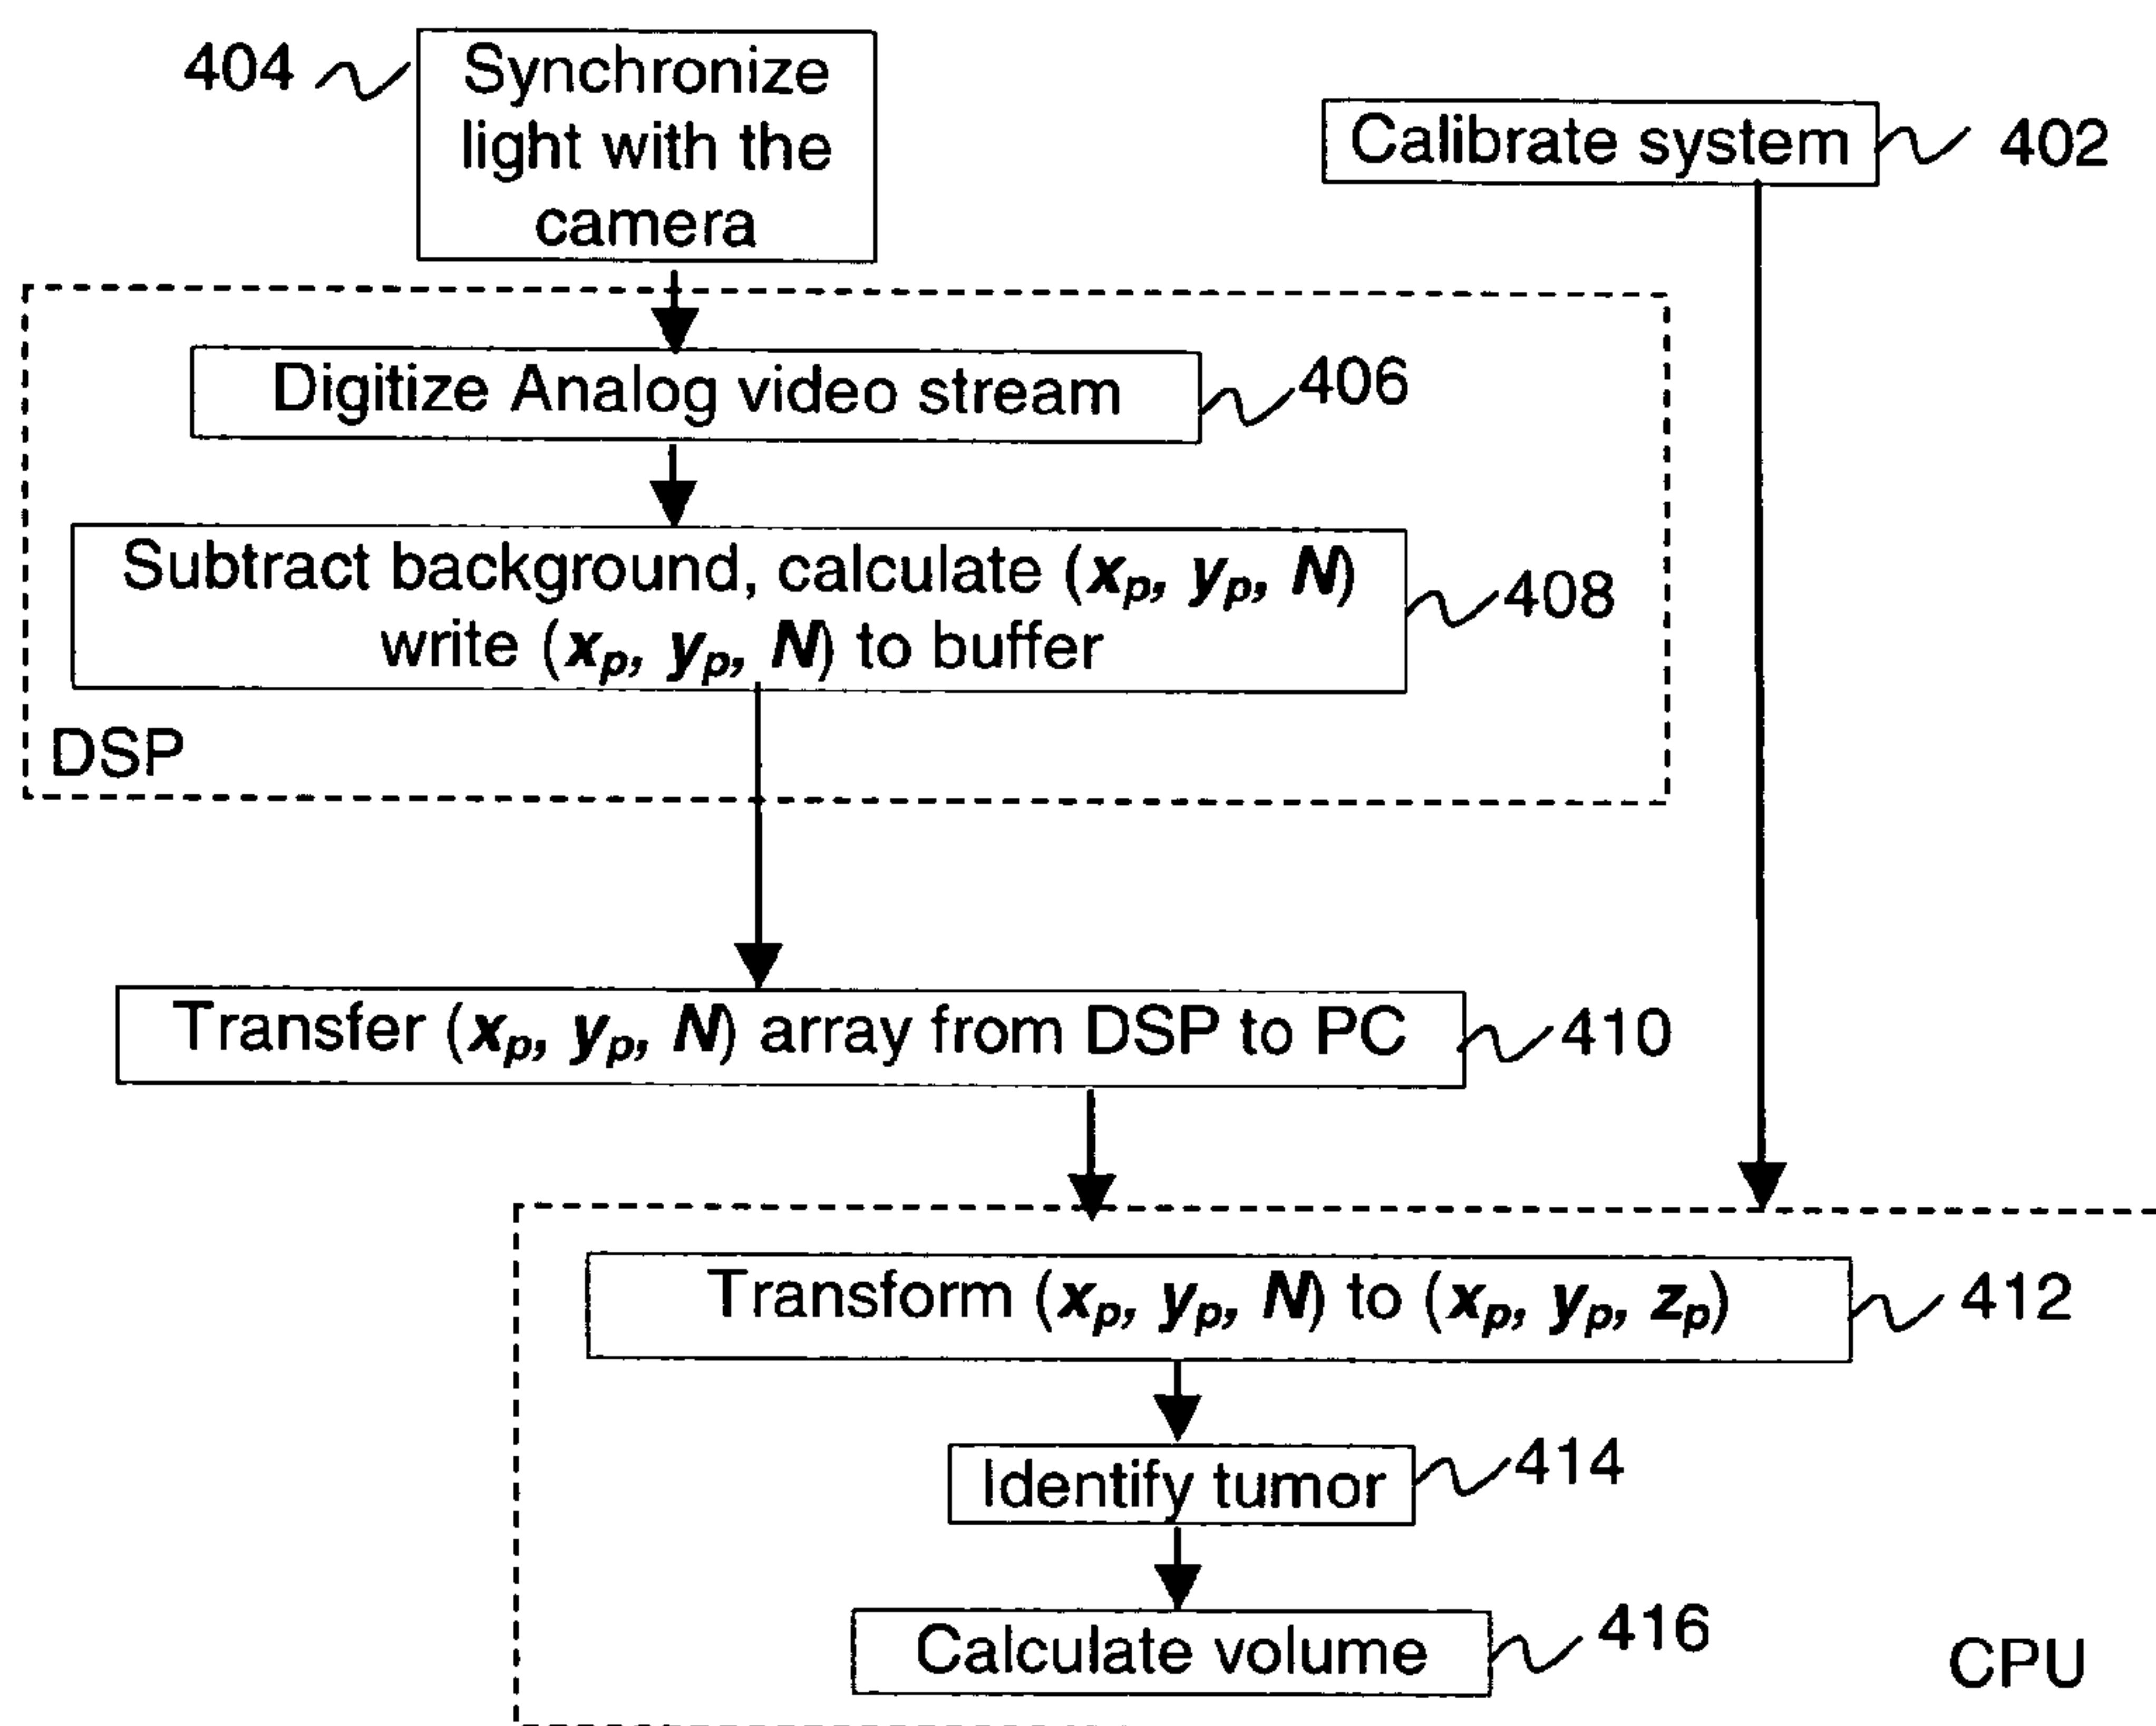 404
Synchronize
light with the
camera
Calibrate system
402
Digitize Analog video stream
406
Subtract background, calculate (xp, yp, N)
write (xp, yp, N) to buffer
408
DSP
Transfer (xp, yp, N) array from DSP to PC
410
Transform (xp, yp, N) to (xp, yp, zp)
412
Identify tumor
414
Calculate volume
416
CPU